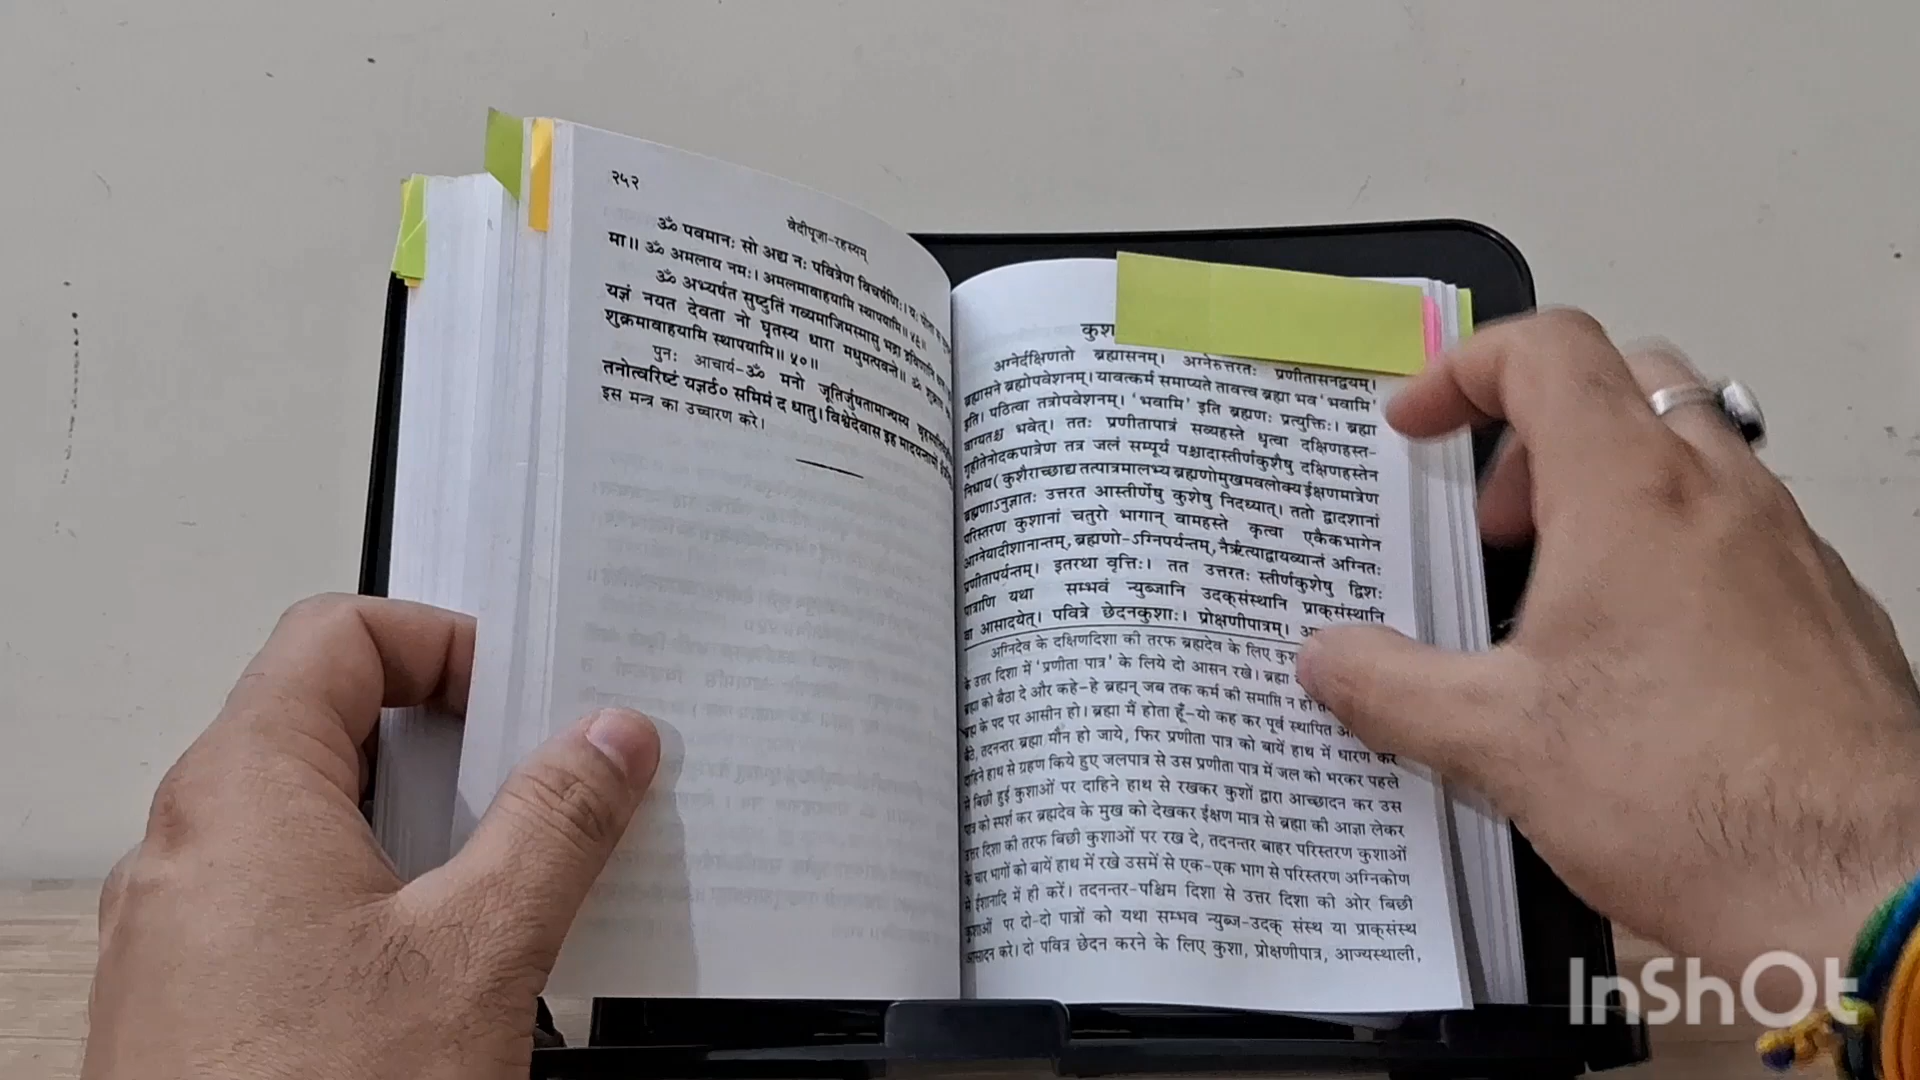 २५२
वेदीपूजा-रहस्यम्
ॐ पवमानः सो अद्य नः पवित्रेण विचर्षणिः। यः पोता
मा॥ ॐ अमलाय नमः। अमलमावाहयामि स्थापयामि॥ ४९॥
ॐ अभ्यर्षत सुष्टुतिं गव्यमाजिमस्मासु भद्रा द्रविणानि
यज्ञं नयत देवता नो घृतस्य धारा मधुमत्पवन्ते॥ ॐ
शुक्रमावाहयामि स्थापयामि॥ ५०॥
पुनः आचार्य-ॐ मनो जूतिर्जुषतामाज्यस्य
तनोत्वरिष्टं यज्ञर्ठ० समिमं द धातु। विश्वेदेवास इह मादयन्तामों
इस मन्त्र का उच्चारण करे।
कुश
अग्नेर्दक्षिणतो ब्रह्मासनम्। अग्नेरुत्तरतः प्रणीतासनद्वयम्।
ब्रह्मासने ब्रह्मोपवेशनम्। यावत्कर्म समाप्यते तावत्त्व ब्रह्मा भव 'भवामि'
इति। पठित्वा तत्रोपवेशनम्। 'भवामि' इति ब्रह्मणः प्रत्युक्तिः। ब्रह्मा
वाग्यतश्च भवेत्। ततः प्रणीतापात्रं सव्यहस्ते धृत्वा दक्षिणहस्त-
गृहीतेनोदकपात्रेण तत्र जलं सम्पूर्य पश्चादास्तीर्णकुशेषु दक्षिणहस्तेन
निधाय ( कुशैराच्छाद्य तत्पात्रमालभ्य ब्रह्मणोमुखमवलोक्य ईक्षणमात्रेण
ब्रह्मणाऽनुज्ञातः उत्तरत आस्तीर्णेषु कुशेषु निदध्यात्। ततो द्वादशानां
परिस्तरण कुशानां चतुरो भागान् वामहस्ते कृत्वा एकैकभागेन
आग्नेयादीशानान्तम्, ब्रह्मणो-ऽग्निपर्यन्तम्, नैर्ऋत्याद्वायव्यान्तं अग्नितः
प्रणीतापर्यन्तम्। इतरथा वृत्तिः। तत उत्तरतः स्तीर्णकुशेषु द्विशः
पात्राणि यथा सम्भवं न्युब्जानि उदक्संस्थानि प्राक्संस्थानि
वा आसादयेत्। पवित्रे छेदनकुशाः। प्रोक्षणीपात्रम्।
अग्निदेव के दक्षिणदिशा की तरफ ब्रह्मदेव के लिए
के उत्तर दिशा में 'प्रणीता पात्र' के लिये दो आसन रखे। ब्रह्मा
ब्रह्मा को बैठा दे और कहे-हे ब्रह्मन् जब तक कर्म की समाप्ति न हो
ब्रह्म के पद पर आसीन हो। ब्रह्मा मैं होता हूँ-यो कह कर पूर्व स्थापित
बैठे, तदनन्तर ब्रह्मा मौन हो जाये, फिर प्रणीता पात्र को बायें हाथ में धारण कर
दाहिने हाथ से ग्रहण किये हुए जलपात्र से उस प्रणीता पात्र में जल को भरकर पहले
से बिछी हुई कुशाओं पर दाहिने हाथ से रखकर कुशों द्वारा आच्छादन कर उस
पात्र को स्पर्श कर ब्रह्मदेव के मुख को देखकर ईक्षण मात्र से ब्रह्मा की आज्ञा लेकर
उत्तर दिशा की तरफ बिछी कुशाओं पर रख दे, तदनन्तर बाहर परिस्तरण कुशाओं
के चार भागों को बायें हाथ में रखे उसमें से एक-एक भाग से परिस्तरण अग्निकोण
से ईशानादि में ही करें। तदनन्तर-पश्चिम दिशा से उत्तर दिशा की ओर बिछी
कुशाओं पर दो-दो पात्रों को यथा सम्भव न्युब्ज-उदक् संस्थ या प्राक्संस्थ
आसादन करे। दो पवित्र छेदन करने के लिए कुशा, प्रोक्षणीपात्र, आज्यस्थाली,
InShOt